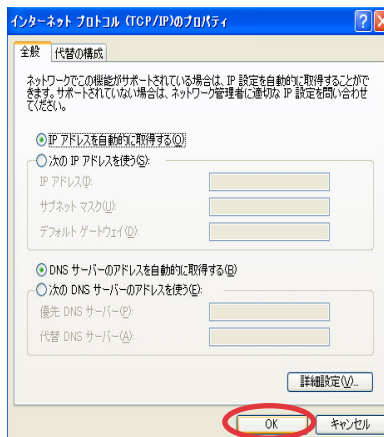 インターネット プロトコル (TCP/IP)のプロパティ
全般 代替の構成
ネットワークでこの機能がサポートされている場合は、IP 設定を自動的に取得することがで
きます。サポートされていない場合は、ネットワーク管理者に適切な IP 設定を問い合わせ
てください。
IP アドレスを自動的に取得する(O)
次の IP アドレスを使う(S):
IP アドレス(I):
サブネット マスク(U):
デフォルト ゲートウェイ(D):
DNS サーバーのアドレスを自動的に取得する(B)
次の DNS サーバーのアドレスを使う(E):
優先 DNS サーバー(P):
代替 DNS サーバー(A):
詳細設定(V)...
OK キャンセル